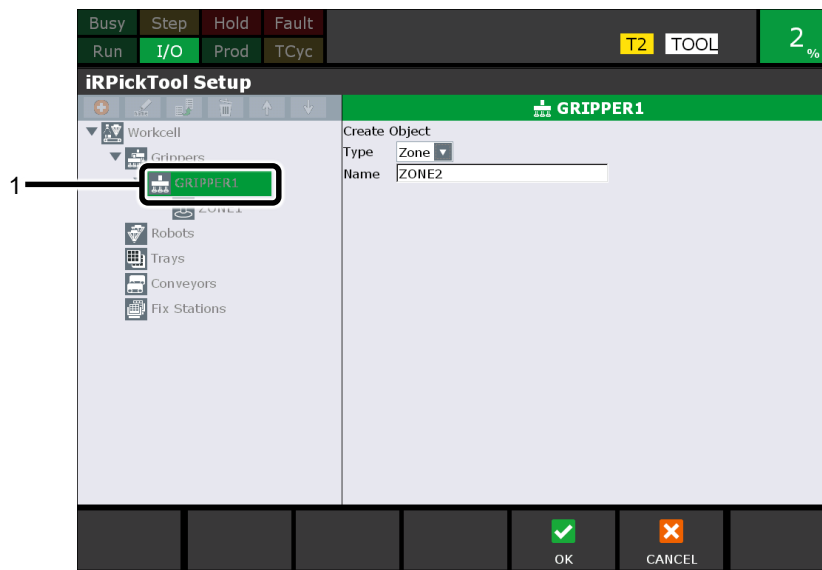 Busy Step Hold Fault
Run I/O Prod TCyc
T2 TOOL
2%
iRPickTool Setup
GRIPPER1
Workcell
Grippers
GRIPPER1
ZONE1
Robots
Trays
Conveyors
Fix Stations
Create Object
Type Zone
Name ZONE2
1
OK CANCEL